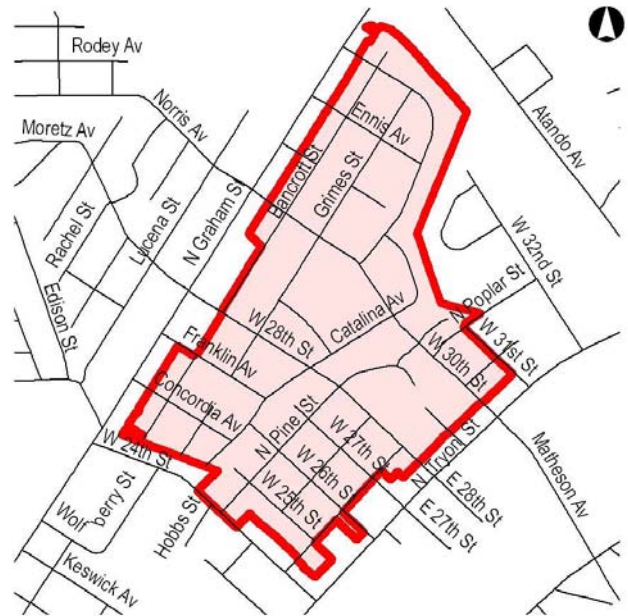 Rodey Av
Norris Av
Moretz Av
Ennis Av
Atando Av
Bancroft St
Grimes St
Rachel St
Lucena St
N Graham S
W 32nd St
Edison St
N Poplar St
Catalina Av
W 28th St
W 31st St
Franklin Av
W 30th St
Concordia Av
N Pine St
W 27th St
N Tryon St
W 24th St
W 26th St
E 28th St
Matheson Av
W 25th St
E 27th St
Hobbs St
berry St
Keswick Av